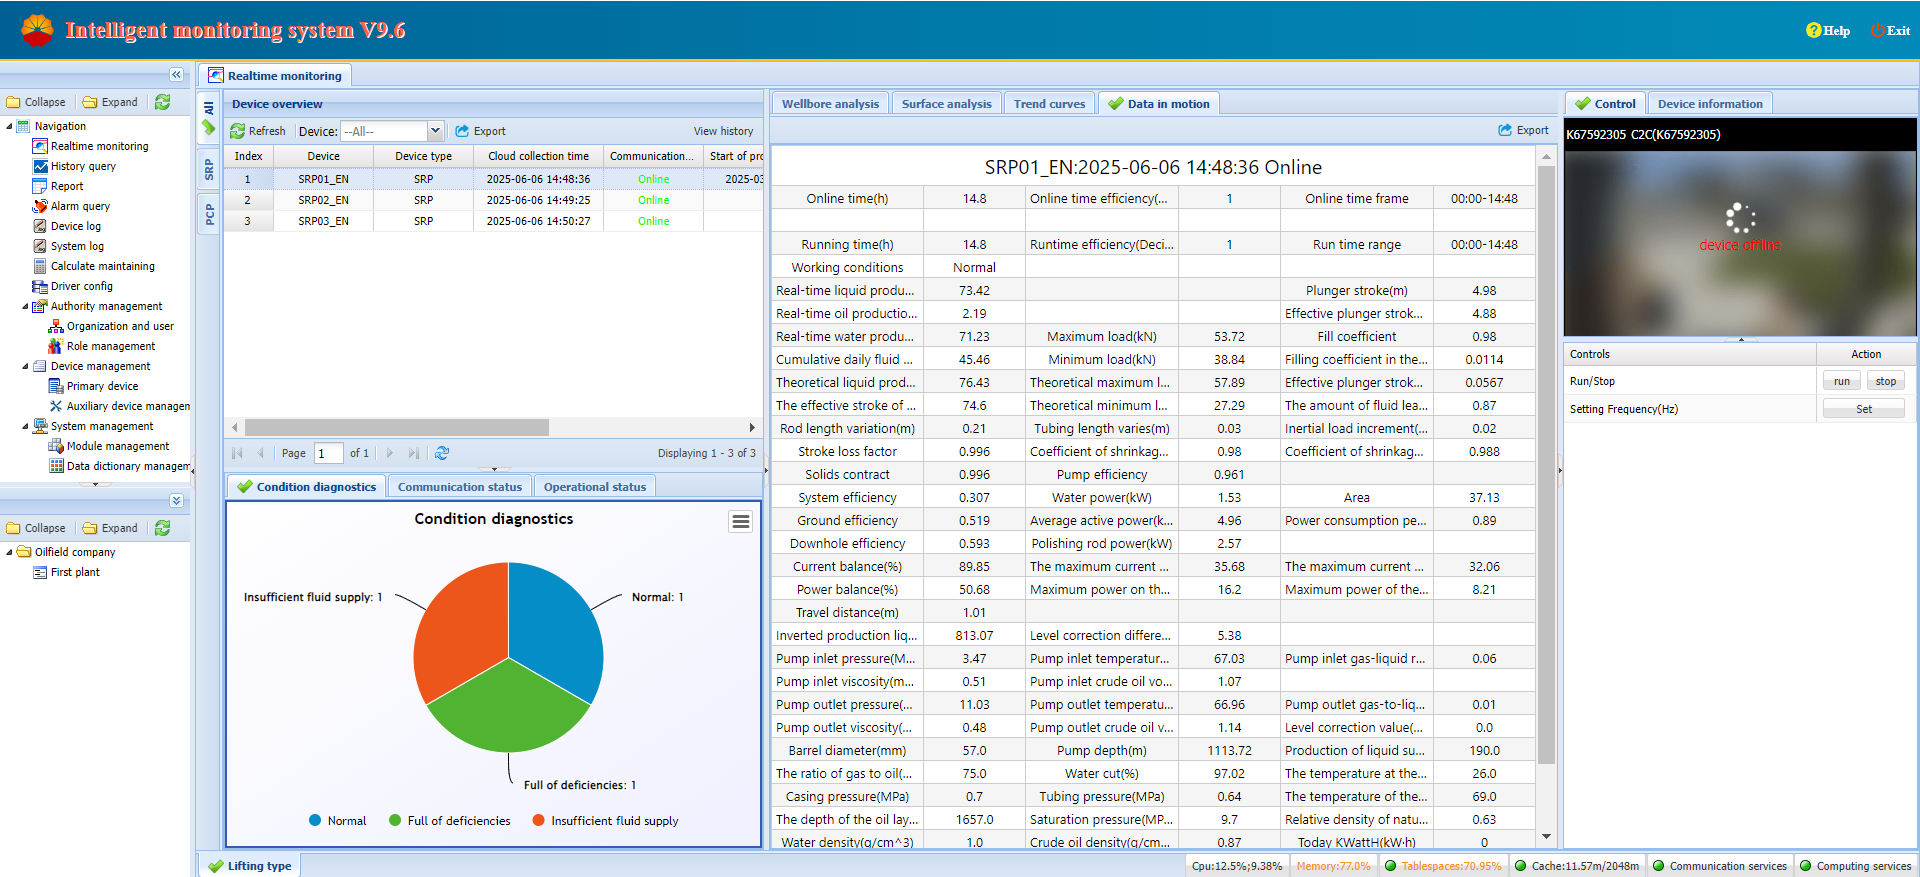 Intelligent monitoring system V9.6
Help
Exit
Collapse
Expand
Navigation
Realtime monitoring
History query
Report
Alarm query
Device log
System log
Calculate maintaining
Driver config
Authority management
Organization and user
Role management
Device management
Primary device
Auxiliary device managem
System management
Module management
Data dictionary managem
Collapse
Expand
Oilfield company
First plant
Realtime monitoring
All
SRP
PCP
Device overview
Refresh
Device:
--All--
Export
View history
Index Device Device type Cloud collection time Communication... Start of pro
1 SRP01_EN SRP 2025-06-06 14:48:36 Online 2025-03
2 SRP02_EN SRP 2025-06-06 14:49:25 Online
3 SRP03_EN SRP 2025-06-06 14:50:27 Online
Page 1 of 1
Displaying 1 - 3 of 3
Condition diagnostics
Communication status
Operational status
Condition diagnostics
Insufficient fluid supply: 1
Normal: 1
Full of deficiencies: 1
Normal
Full of deficiencies
Insufficient fluid supply
Wellbore analysis
Surface analysis
Trend curves
Data in motion
Export
SRP01_EN:2025-06-06 14:48:36 Online
Online time(h) 14.8 Online time efficiency(... 1 Online time frame 00:00-14:48
Running time(h) 14.8 Runtime efficiency(Deci... 1 Run time range 00:00-14:48
Working conditions Normal
Real-time liquid produ... 73.42 Plunger stroke(m) 4.98
Real-time oil productio... 2.19 Effective plunger strok... 4.88
Real-time water produ... 71.23 Maximum load(kN) 53.72 Fill coefficient 0.98
Cumulative daily fluid ... 45.46 Minimum load(kN) 38.84 Filling coefficient in the... 0.0114
Theoretical liquid prod... 76.43 Theoretical maximum l... 57.89 Effective plunger strok... 0.0567
The effective stroke of ... 74.6 Theoretical minimum l... 27.29 The amount of fluid lea... 0.87
Rod length variation(m) 0.21 Tubing length varies(m) 0.03 Inertial load increment(... 0.02
Stroke loss factor 0.996 Coefficient of shrinkag... 0.98 Coefficient of shrinkag... 0.988
Solids contract 0.996 Pump efficiency 0.961
System efficiency 0.307 Water power(kW) 1.53 Area 37.13
Ground efficiency 0.519 Average active power(k... 4.96 Power consumption pe... 0.89
Downhole efficiency 0.593 Polishing rod power(kW) 2.57
Current balance(%) 89.85 The maximum current ... 35.68 The maximum current ... 32.06
Power balance(%) 50.68 Maximum power on th... 16.2 Maximum power of the... 8.21
Travel distance(m) 1.01
Inverted production liq... 813.07 Level correction differe... 5.38
Pump inlet pressure(M... 3.47 Pump inlet temperatur... 67.03 Pump inlet gas-liquid r... 0.06
Pump inlet viscosity(m... 0.51 Pump inlet crude oil vo... 1.07
Pump outlet pressure(... 11.03 Pump outlet temperatu... 66.96 Pump outlet gas-to-liq... 0.01
Pump outlet viscosity(... 0.48 Pump outlet crude oil v... 1.14 Level correction value(... 0.0
Barrel diameter(mm) 57.0 Pump depth(m) 1113.72 Production of liquid su... 190.0
The ratio of gas to oil(... 75.0 Water cut(%) 97.02 The temperature at the... 26.0
Casing pressure(MPa) 0.7 Tubing pressure(MPa) 0.64 The temperature of the... 69.0
The depth of the oil lay... 1657.0 Saturation pressure(MP... 9.7 Relative density of natu... 0.63
Water density(g/cm^3) 1.0 Crude oil density(g/cm... 0.87 Today KWattH(kW·h) 0
Control
Device information
K67592305 C2C(K67592305)
device offline
Controls Action
Run/Stop run stop
Setting Frequency(Hz) Set
Lifting type
Cpu:12.5%;9.38%
Memory:77.0%
Tablespaces:70.95%
Cache:11.57m/2048m
Communication services
Computing services